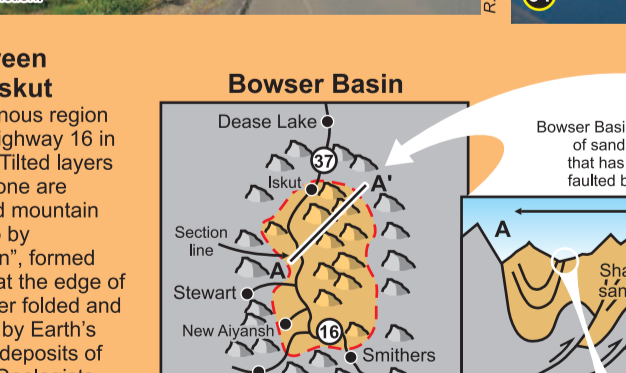 reen
skut
nous region
ighway 16 in
Tilted layers
one are
d mountain
by
n", formed
at the edge of
er folded and
by Earth's
deposits of
Bowser Basin
Dease Lake
37
Iskut
A'
Section
line
A
Stewart
New Aiyansh
16
Smithers
Bowser Basi
of sand
that has
faulted b
A
Sha
san